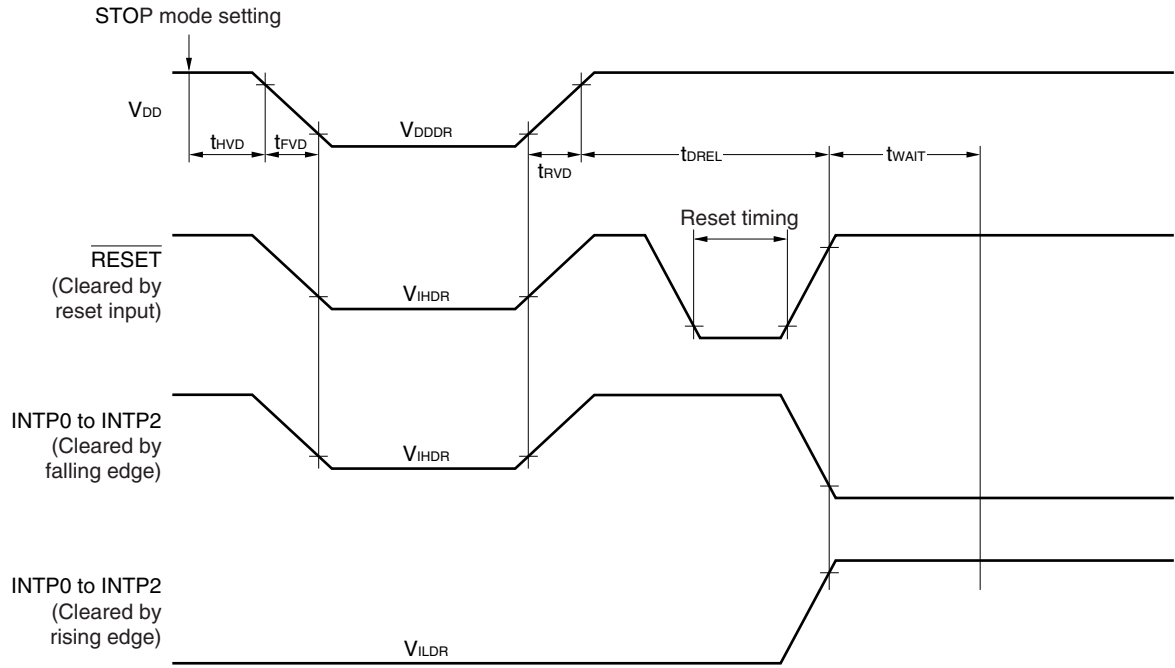 STOP mode setting
VDD
tHVD
tFVD
VDDDR
tRVD
tDREL
tWAIT
Reset timing
RESET
(Cleared by
reset input)
VIHDR
INTP0 to INTP2
(Cleared by
falling edge)
VIHDR
INTP0 to INTP2
(Cleared by
rising edge)
VILDR